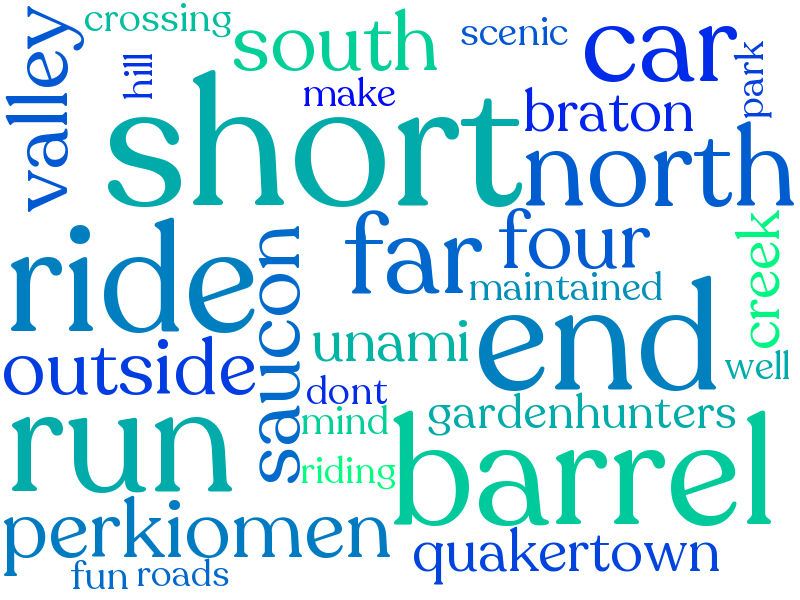 crossing
scenic
south
car
valley
hill
make
park
short
braton
north
ride
saucon
far
four
creek
maintained
end
unami
outside
well
dont
gardenhunters
mind
run
barrel
riding
perkiomen
quakertown
fun
roads